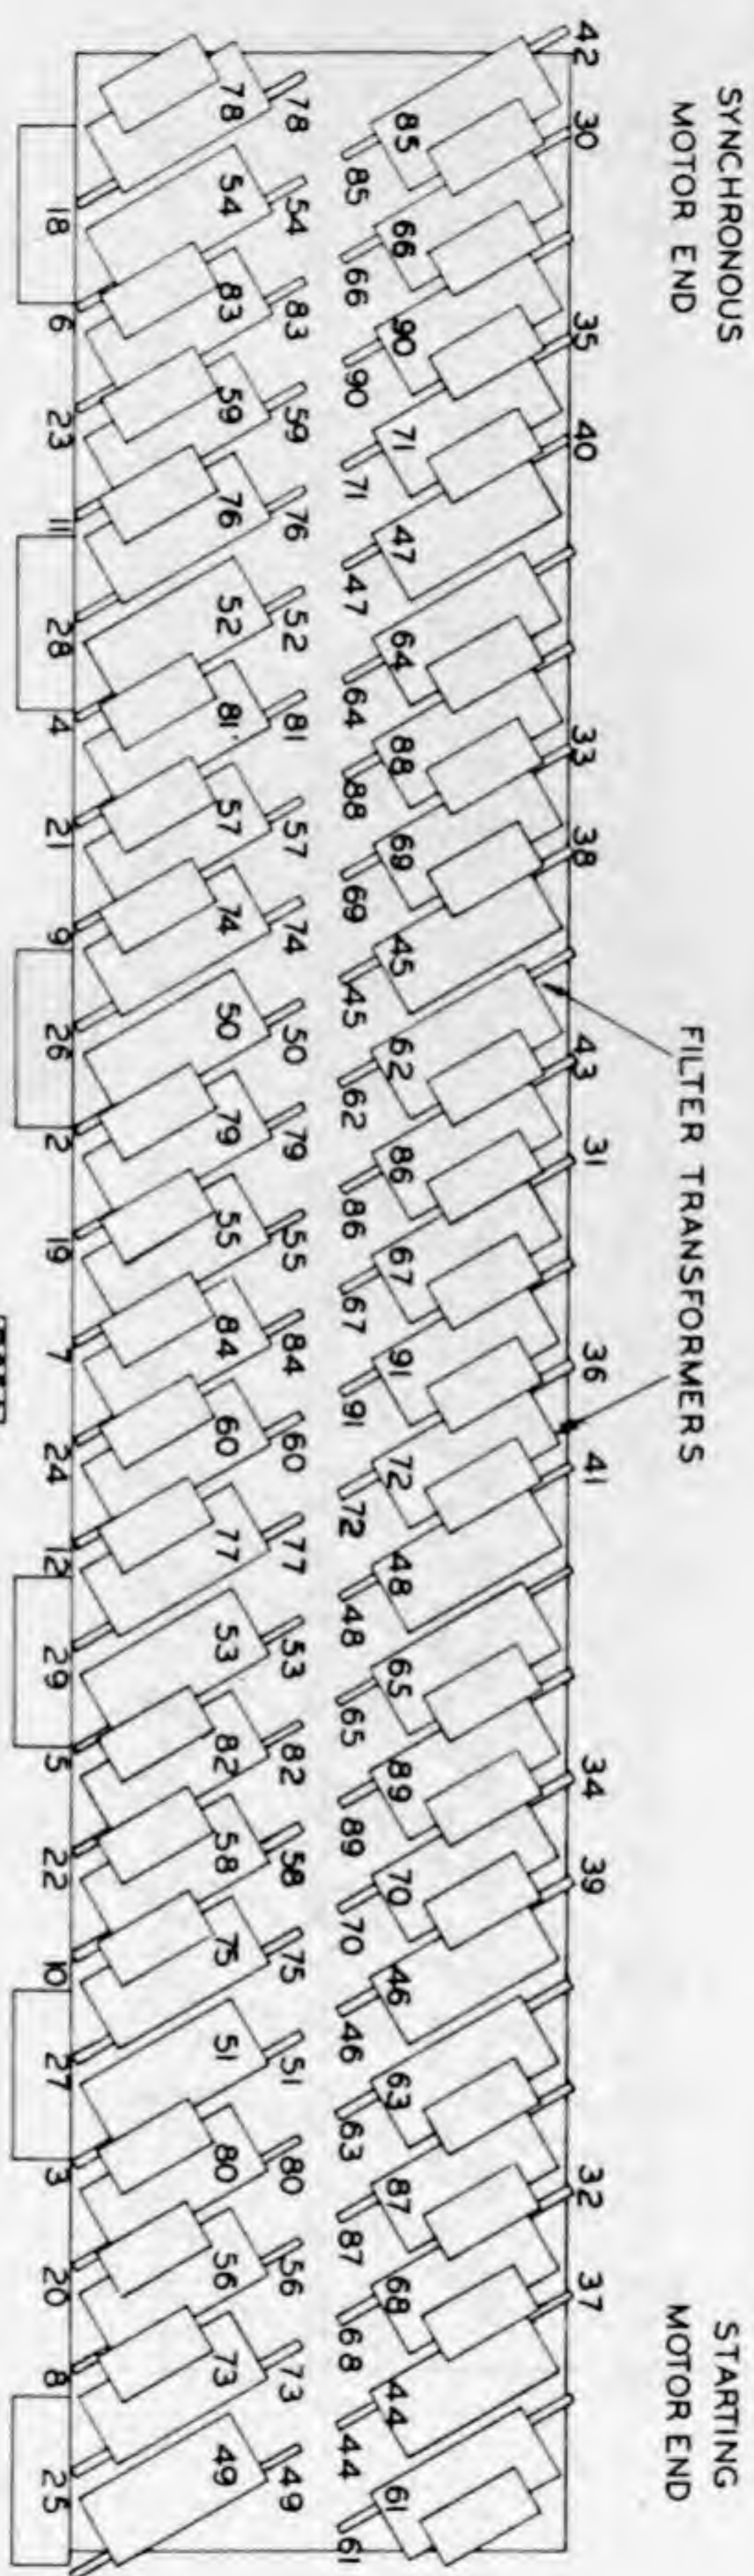 SYNCHRONOUS
MOTOR END
FILTER TRANSFORMERS
STARTING
MOTOR END
42 30 35 40 33 38 43 31 36 41 34 39 32 37
85 66 90 71 47 64 88 69 45 62 86 67 91 72 48 65 89 70 46 63 87 68 44 61
85 66 90 71 47 64 88 69 45 62 86 67 91 72 48 65 89 70 46 63 87 68 44 61
78 54 83 59 76 52 81 57 74 50 79 55 84 60 77 53 82 58 75 51 80 56 73 49
78 54 83 59 76 52 81 57 74 50 79 55 84 60 77 53 82 58 75 51 80 56 73 49
18 6 23 11 28 4 21 9 26 2 19 7 24 12 29 5 22 10 27 3 20 8 25